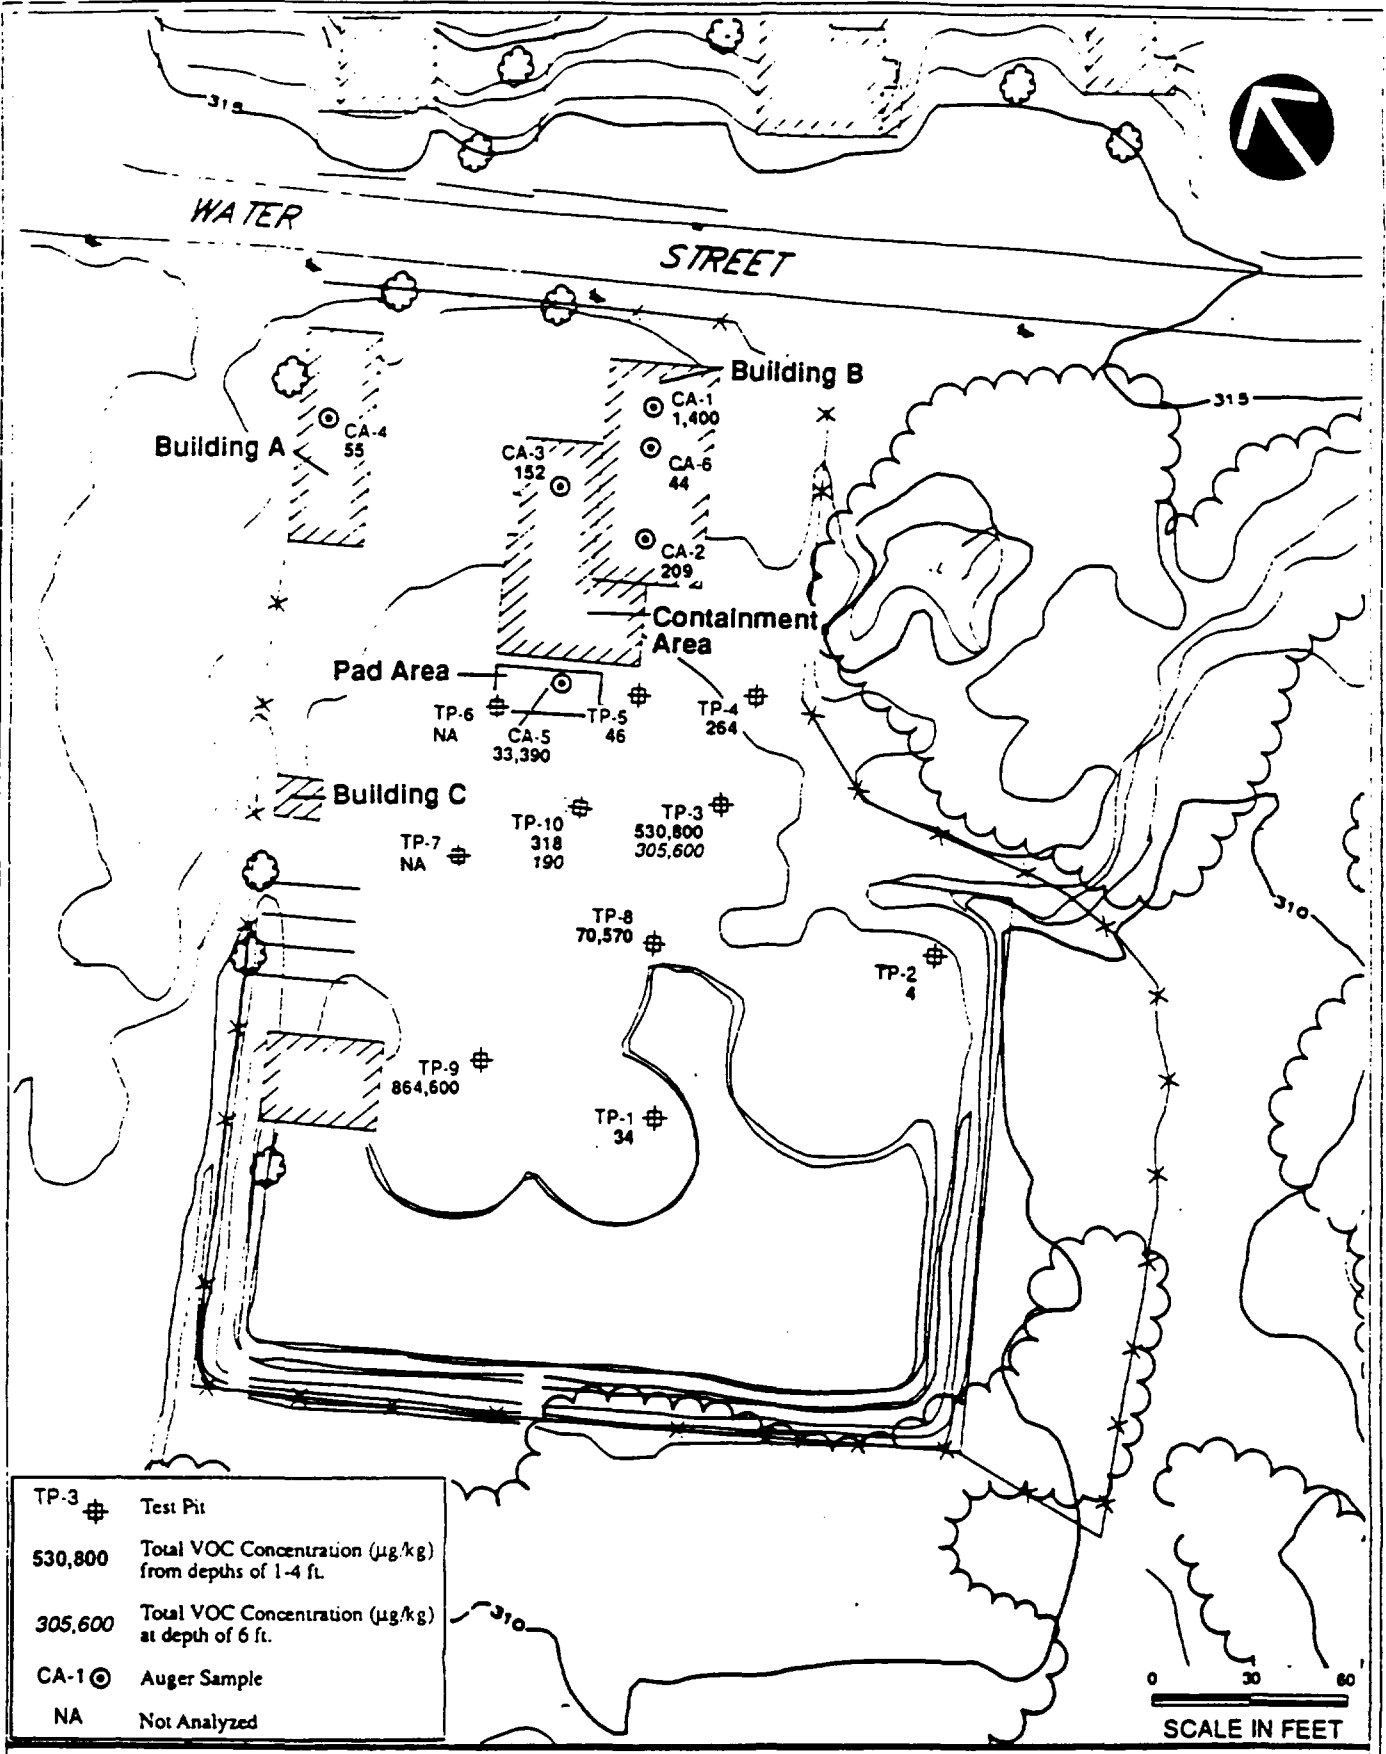 315
WATER
STREET
Building B
CA-1
1,400
315
CA-4
55
Building A
CA-3
152
CA-6
44
CA-2
209
Containment
Area
Pad Area
TP-6
NA
CA-5
33,390
TP-5
46
TP-4
264
Building C
TP-10
318
190
TP-3
530,800
305,600
TP-7
NA
310
TP-8
70,570
TP-2
4
TP-9
864,600
TP-1
34
TP-3 Test Pit
530,800 Total VOC Concentration (µg/kg)
from depths of 1-4 ft.
305,600 Total VOC Concentration (µg/kg)
at depth of 6 ft.
CA-1 Auger Sample
NA Not Analyzed
310
0 30 60
SCALE IN FEET